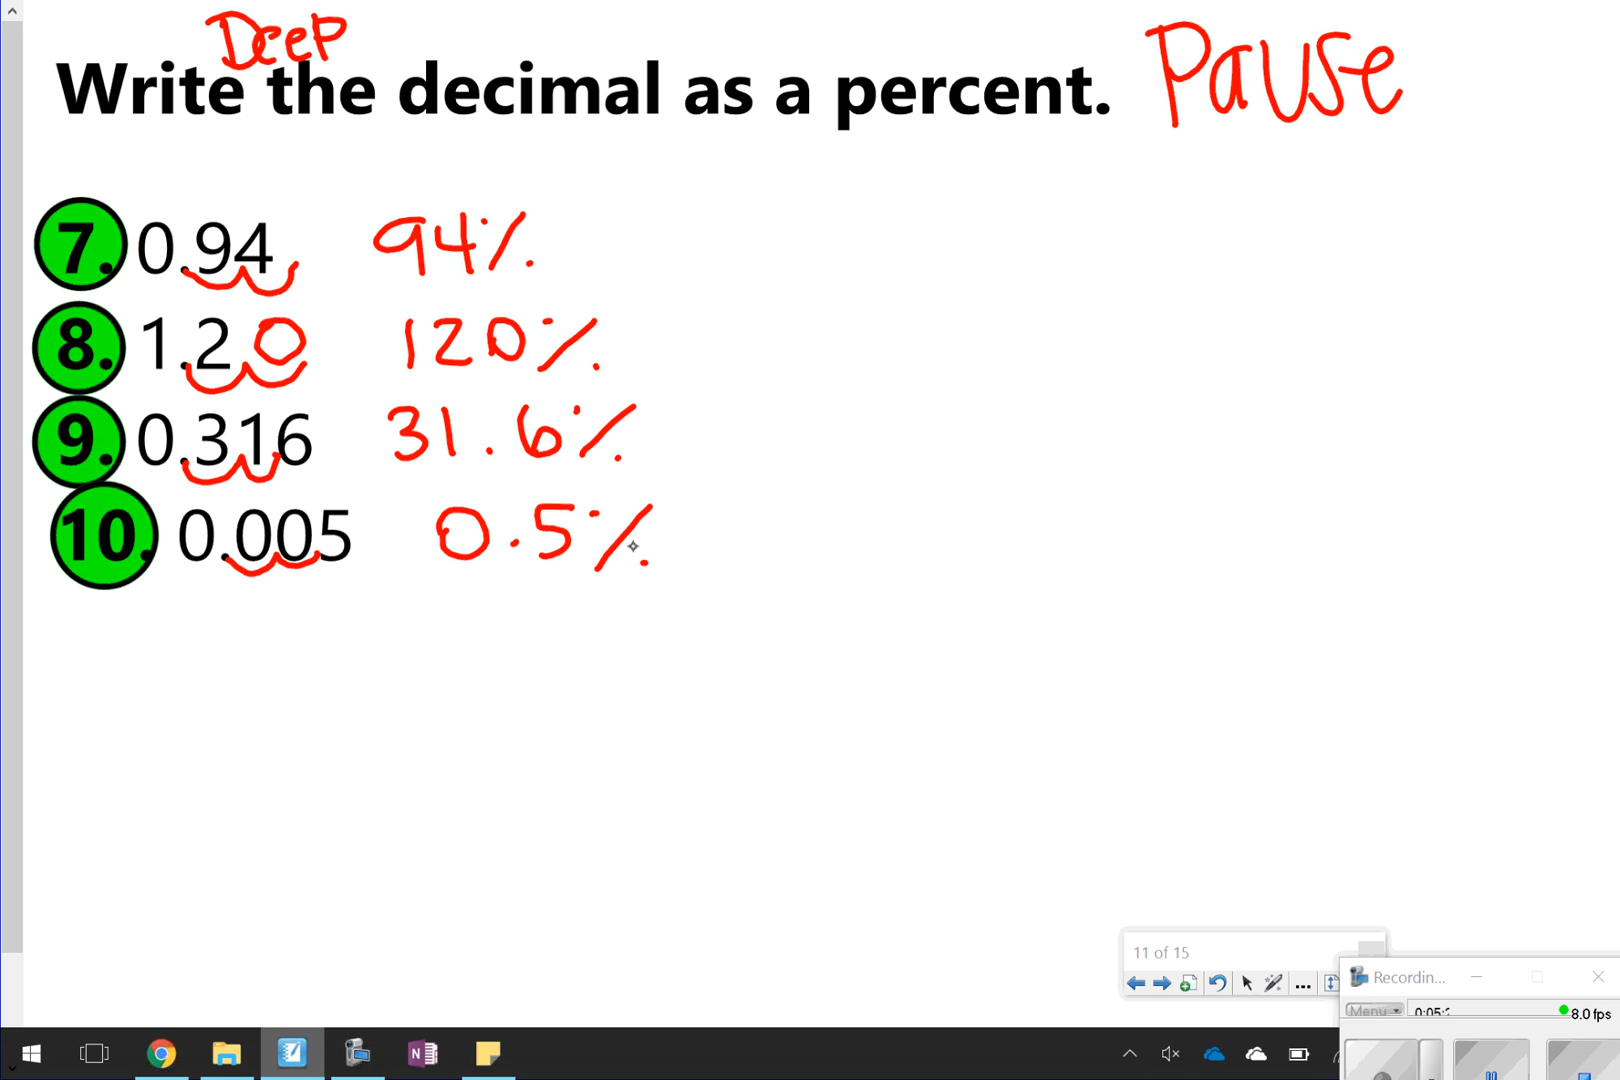 Deep
Write the decimal as a percent. Pause
7. 0.94 94%
8. 1.20 120%
9. 0.316 31.6%
10. 0.005 0.5%
11 of 15
Recordin...
Menu 8.0 fps